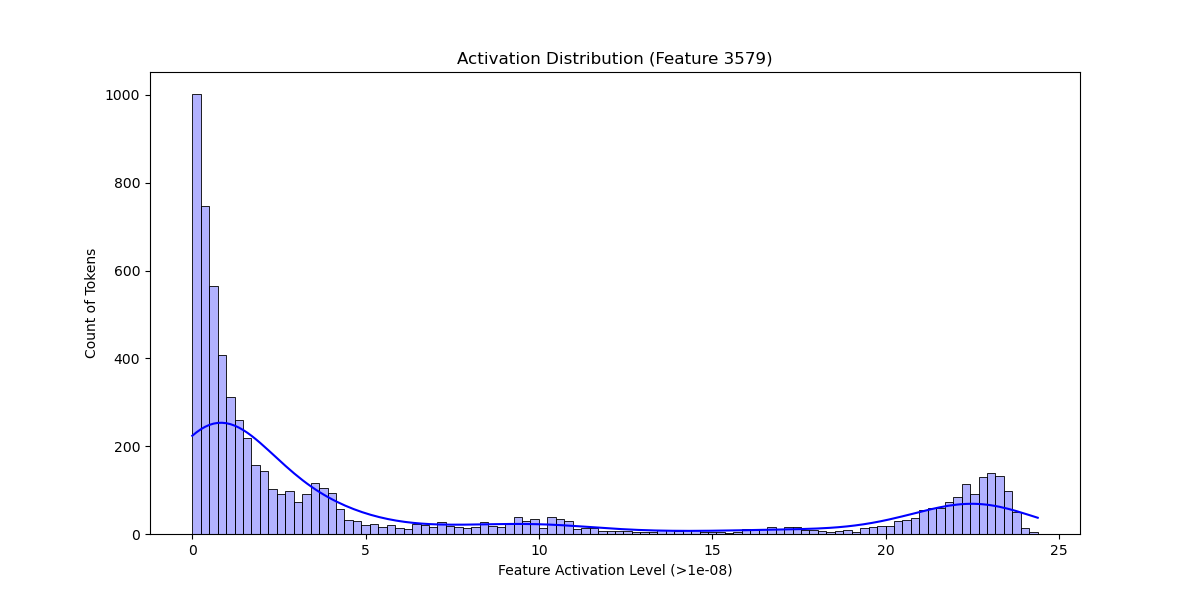 Activation Distribution (Feature 3579)
1000
800
600
400
200
0
Count of Tokens
0 5 10 15 20 25
Feature Activation Level (>1e-08)